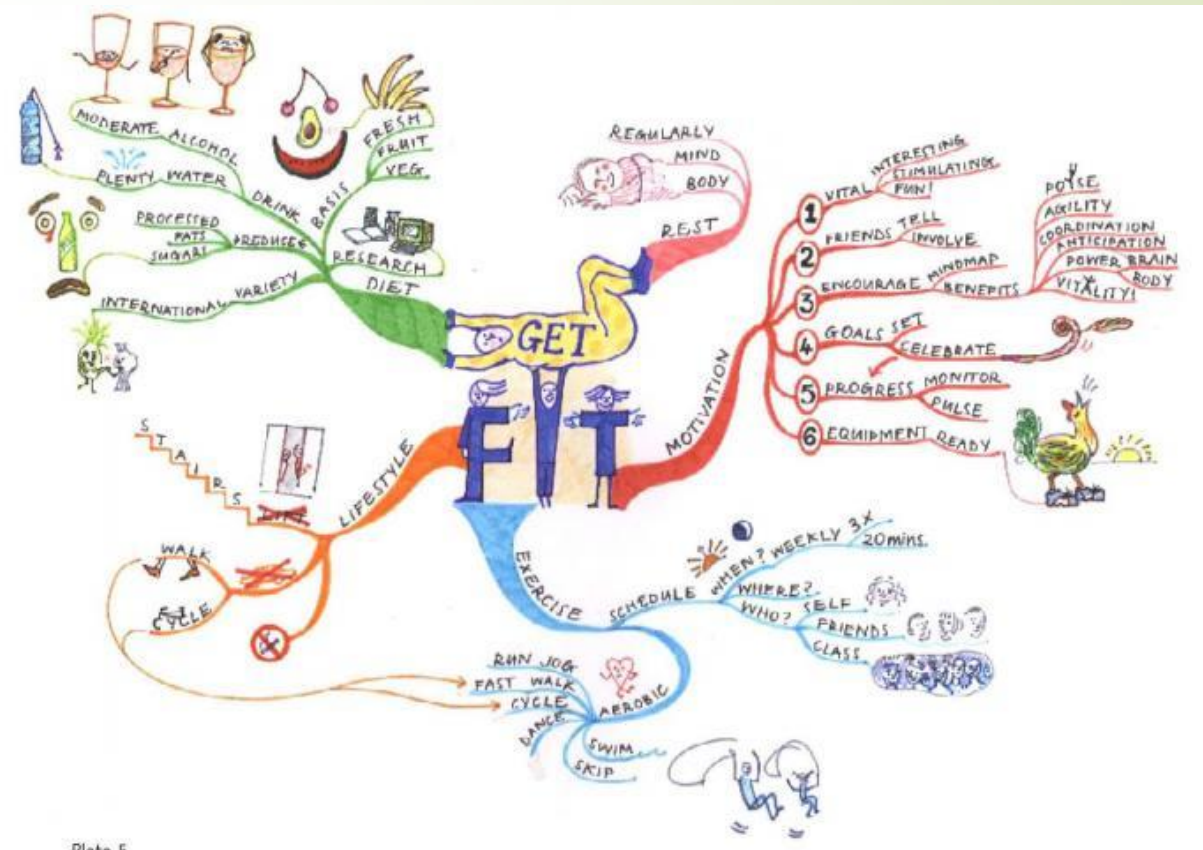 GET
FIT
REST
REGULARLY
MIND
BODY
MOTIVATION
1 VITAL
INTERESTING
STIMULATING
FUN!
2 FRIENDS
TELL
INVOLVE
3 ENCOURAGE
MINDMAP
BENEFITS
POISE
AGILITY
COORDINATION
ANTICIPATION
POWER
BRAIN
BODY
VITALITY!
4 GOALS
SET
CELEBRATE
5 PROGRESS
MONITOR
PULSE
6 EQUIPMENT
READY
EXERCISE
SCHEDULE
WHEN?
WEEKLY
3X
20mins.
WHERE?
WHO?
SELF
FRIENDS
CLASS
AEROBIC
RUN JOG
FAST WALK
CYCLE
DANCE
SWIM
SKIP
LIFESTYLE
STAIRS
WALK
CYCLE
DIET
RESEARCH
BASIS
FRESH
FRUIT
VEG.
DRINK
MODERATE ALCOHOL
PLENTY WATER
REDUCE
PROCESSED
FATS
SUGARS
VARIETY
INTERNATIONAL
Plate 5